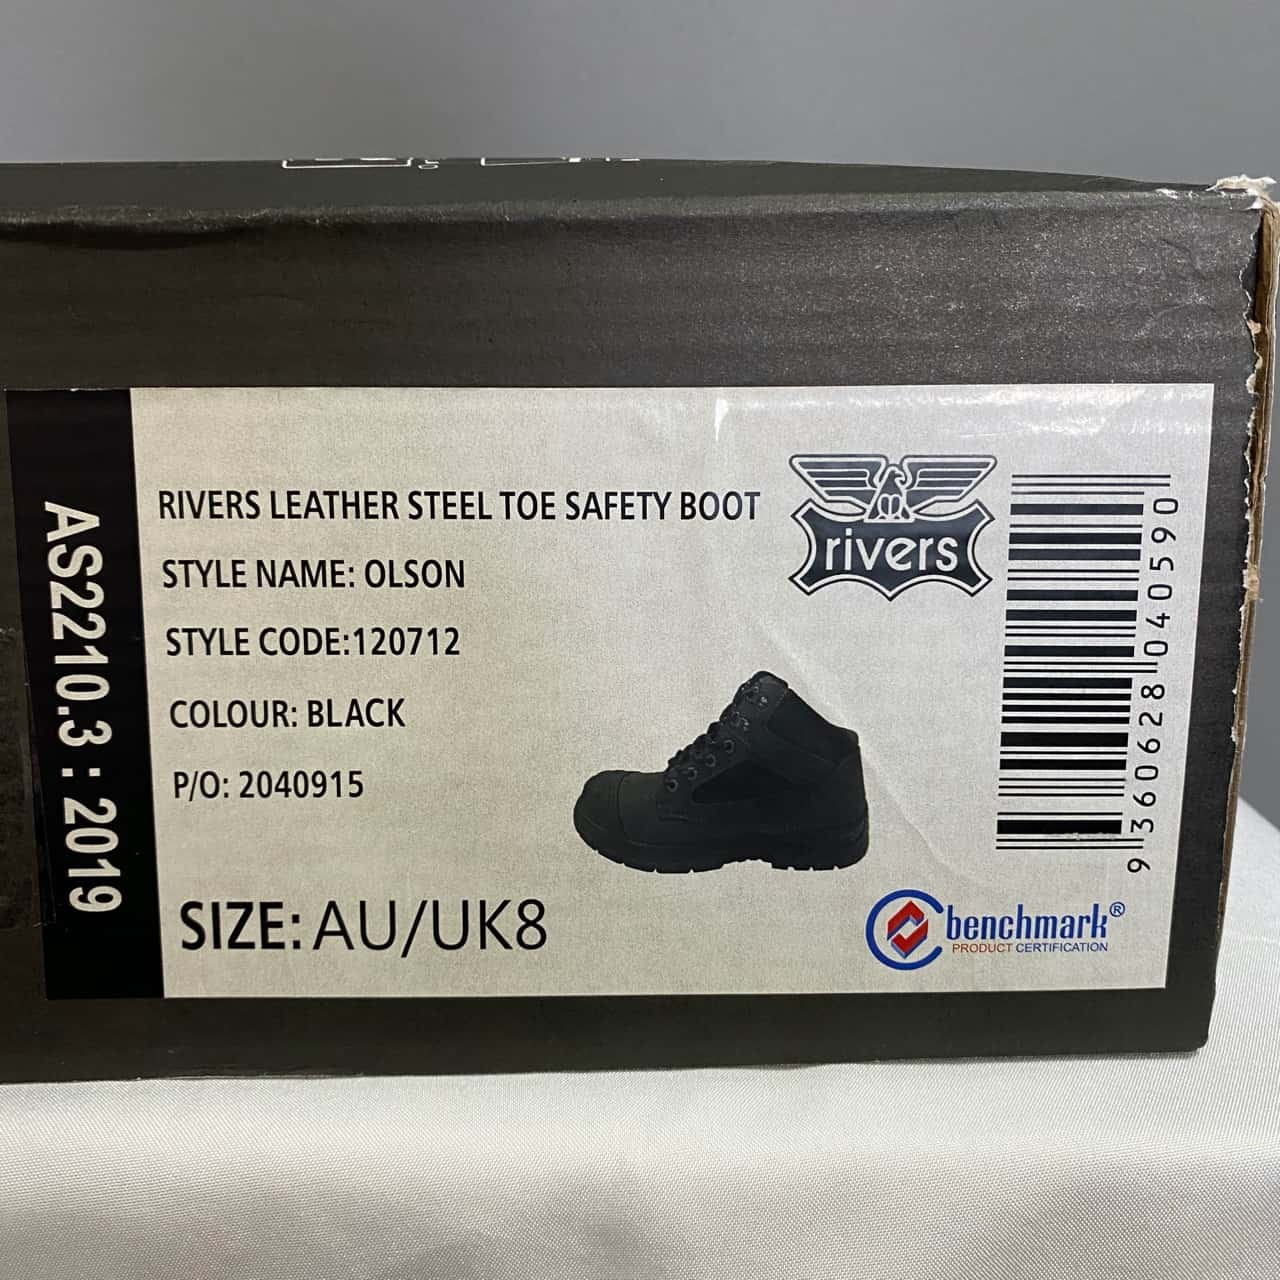 AS2210.3 : 2019
RIVERS LEATHER STEEL TOE SAFETY BOOT
STYLE NAME: OLSON
STYLE CODE:120712
COLOUR: BLACK
P/O: 2040915
SIZE: AU/UK8
rivers
9 360628 040590
benchmark®
PRODUCT CERTIFICATION